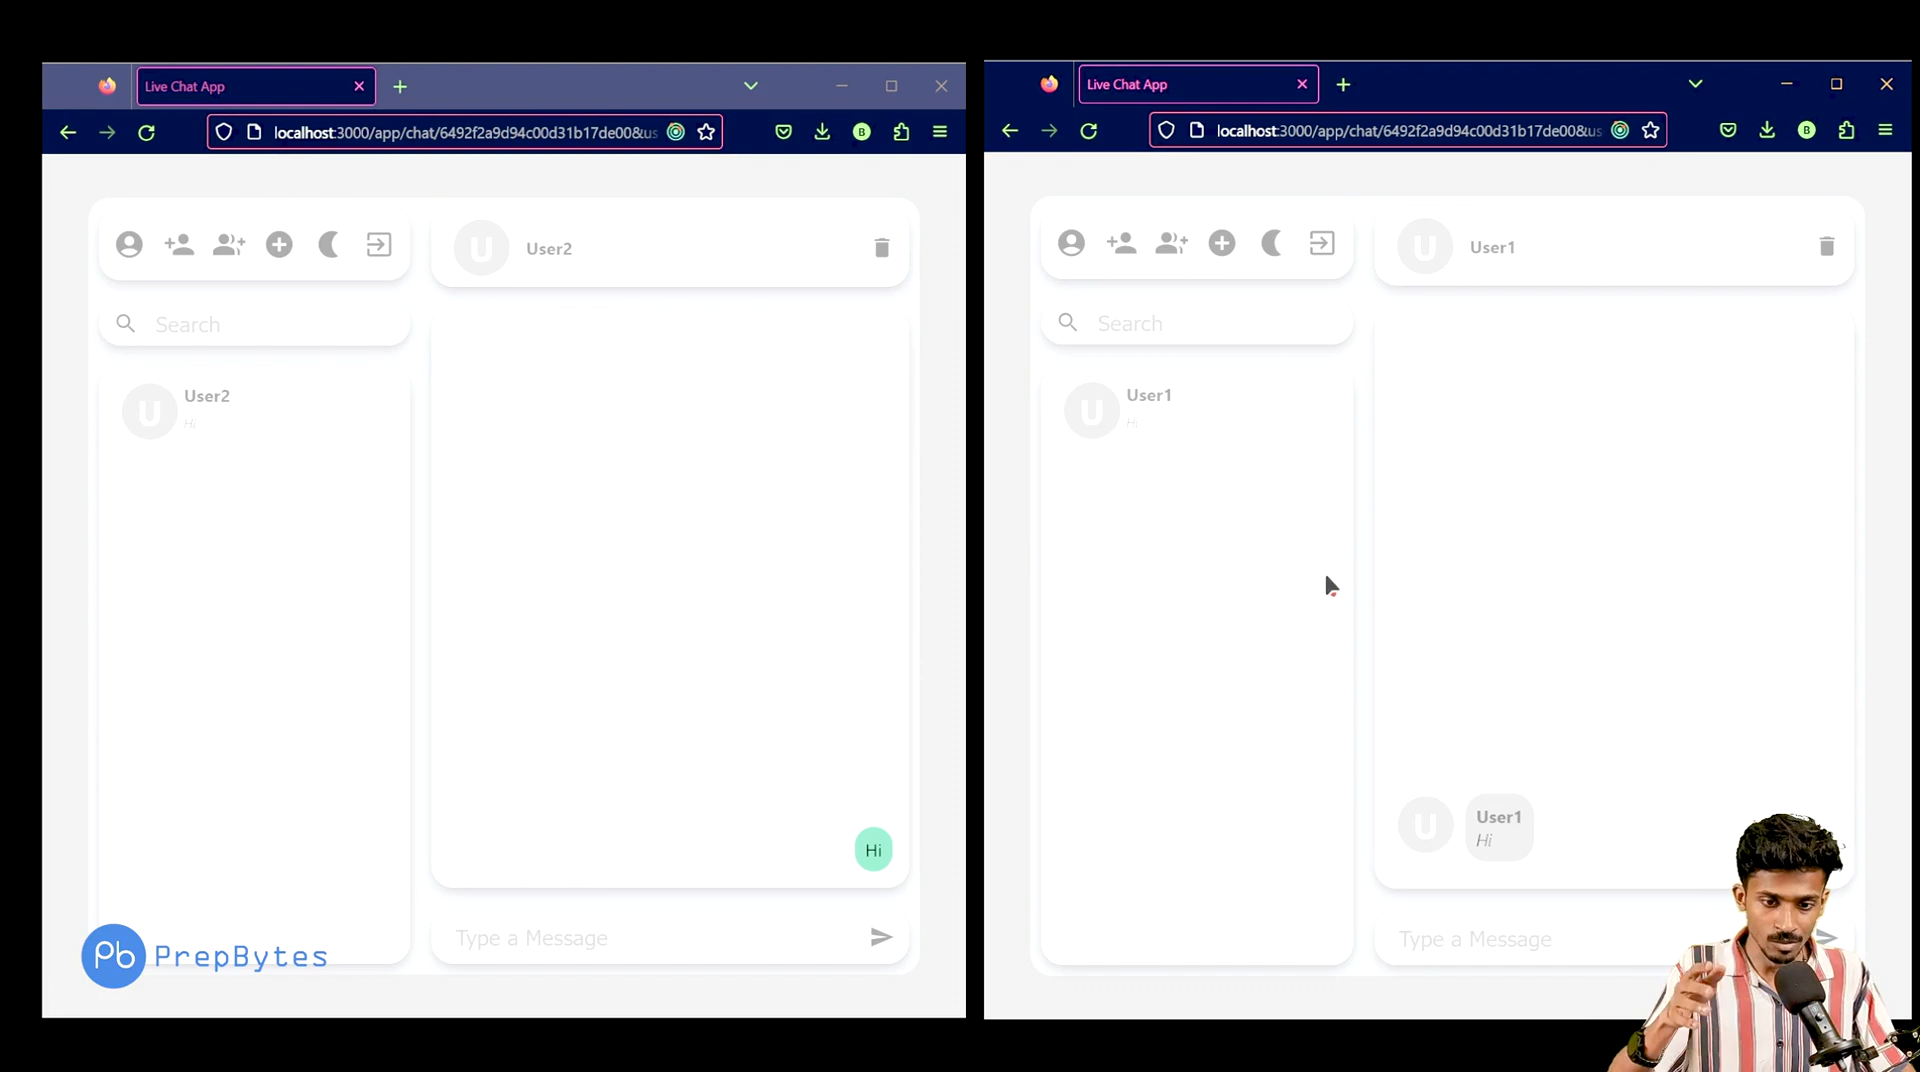 Live Chat App
localhost:3000/app/chat/6492f2a9d94c00d31b17de00&us
B
U
User2
Search
U
User2
Hi
Hi
Type a Message
Pb PrepBytes
Live Chat App
localhost:3000/app/chat/6492f2a9d94c00d31b17de00&us
B
U
User1
Search
U
User1
Hi
U
User1
Hi
Type a Message